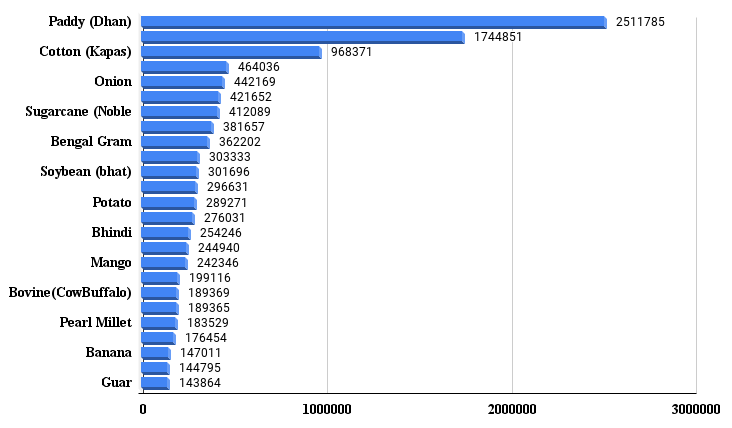 Paddy (Dhan) 2511785
1744851
Cotton (Kapas) 968371
464036
Onion 442169
421652
Sugarcane (Noble 412089
381657
Bengal Gram 362202
303333
Soybean (bhat) 301696
296631
Potato 289271
276031
Bhindi 254246
244940
Mango 242346
199116
Bovine(CowBuffalo) 189369
189365
Pearl Millet 183529
176454
Banana 147011
144795
Guar 143864
0 1000000 2000000 3000000